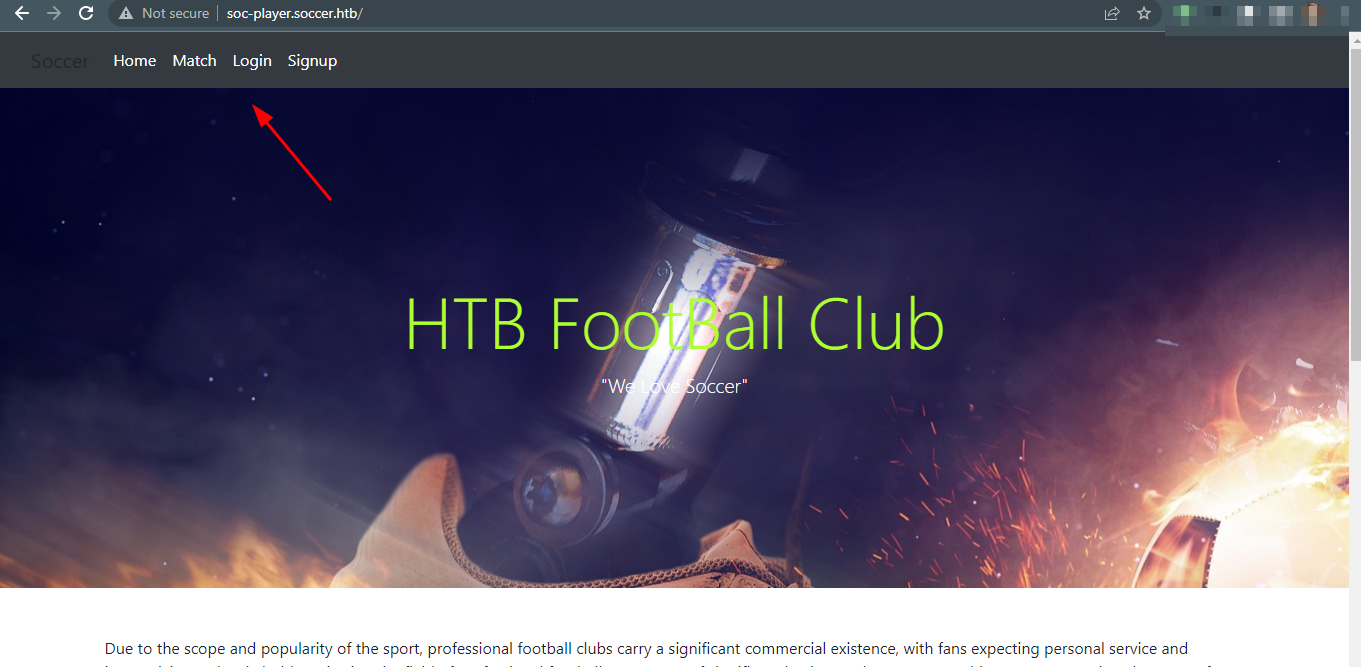 Not secure soc-player.soccer.htb/
Soccer Home Match Login Signup
HTB FootBall Club
"We Love Soccer"
Due to the scope and popularity of the sport, professional football clubs carry a significant commercial existence, with fans expecting personal service and